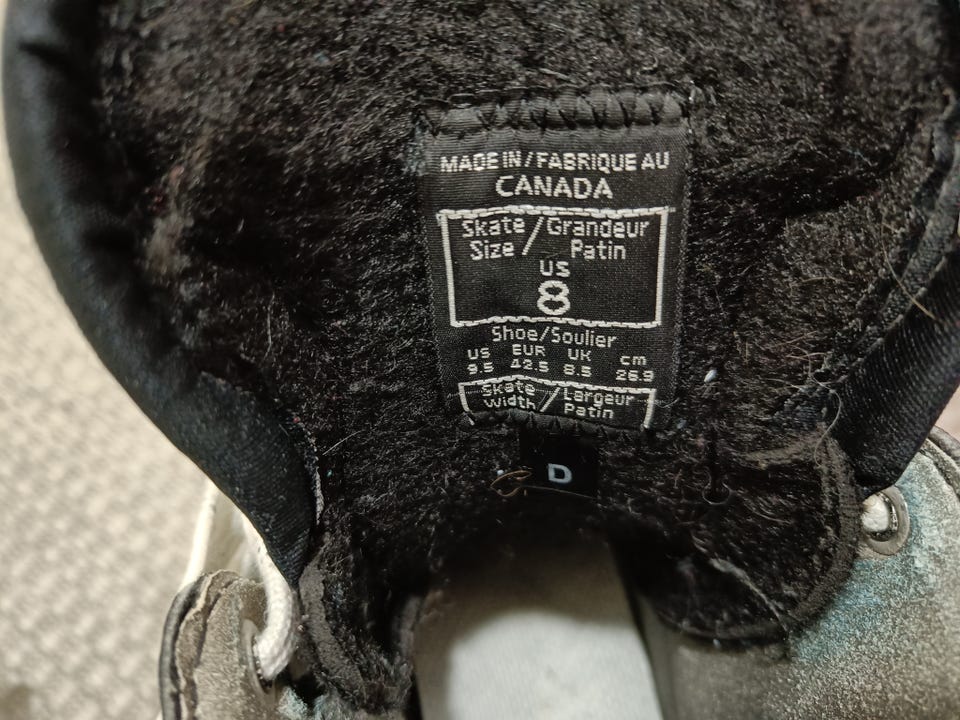 MADE IN / FABRIQUE AU
CANADA
Skate / Grandeur
Size / Patin
US
8
Shoe/Soulier
US EUR UK cm
9.5 42.5 8.5 26.9
Skate / Largeur
Width / Patin
D